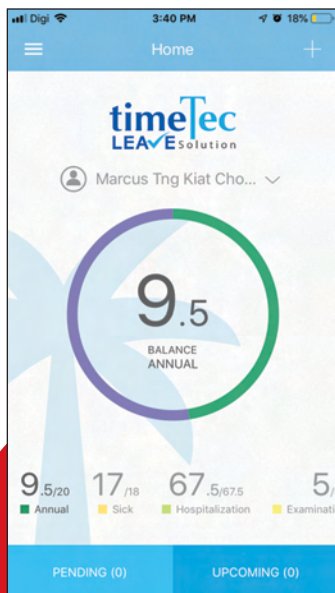 Digi 3:40 PM 18%
Home
timeTec
LEAVE Solution
Marcus Tng Kiat Cho...
9.5
BALANCE
ANNUAL
9.5/20 17/18 67.5/67.5 5/
Annual Sick Hospitalization Examinati
PENDING (0) UPCOMING (0)